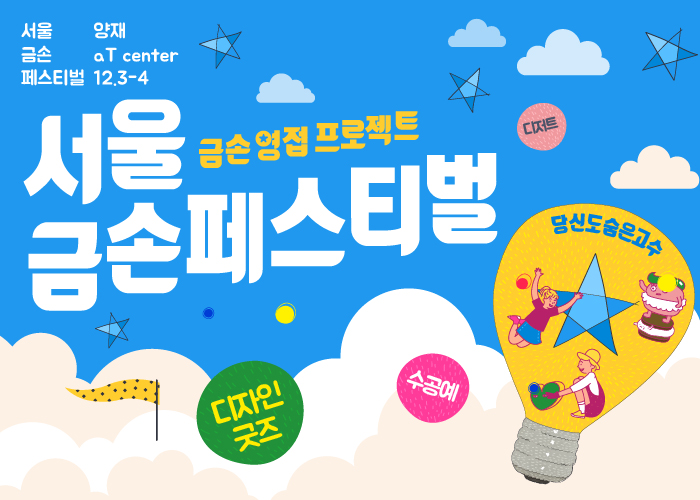 서울 양재
금손 aT center
페스티벌 12.3-4
금손 영접 프로젝트
서울
금손페스티벌
디저트
당신도숨은고수
수공예
디자인
굿즈